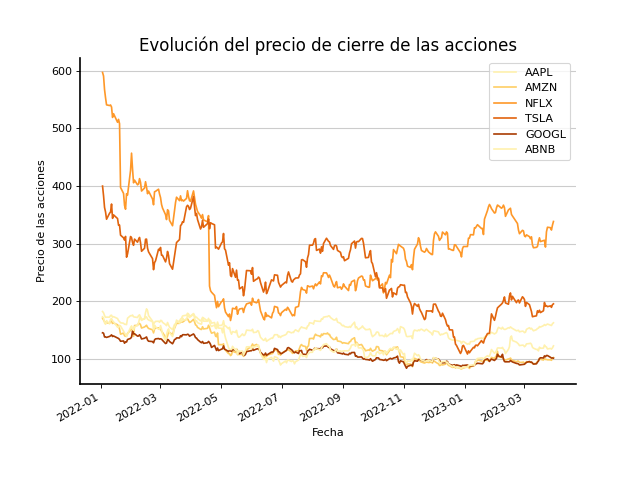 Evolución del precio de cierre de las acciones
AAPL
AMZN
NFLX
TSLA
GOOGL
ABNB
Precio de las acciones
600
500
400
300
200
100
2022-01
2022-03
2022-05
2022-07
2022-09
2022-11
2023-01
2023-03
Fecha